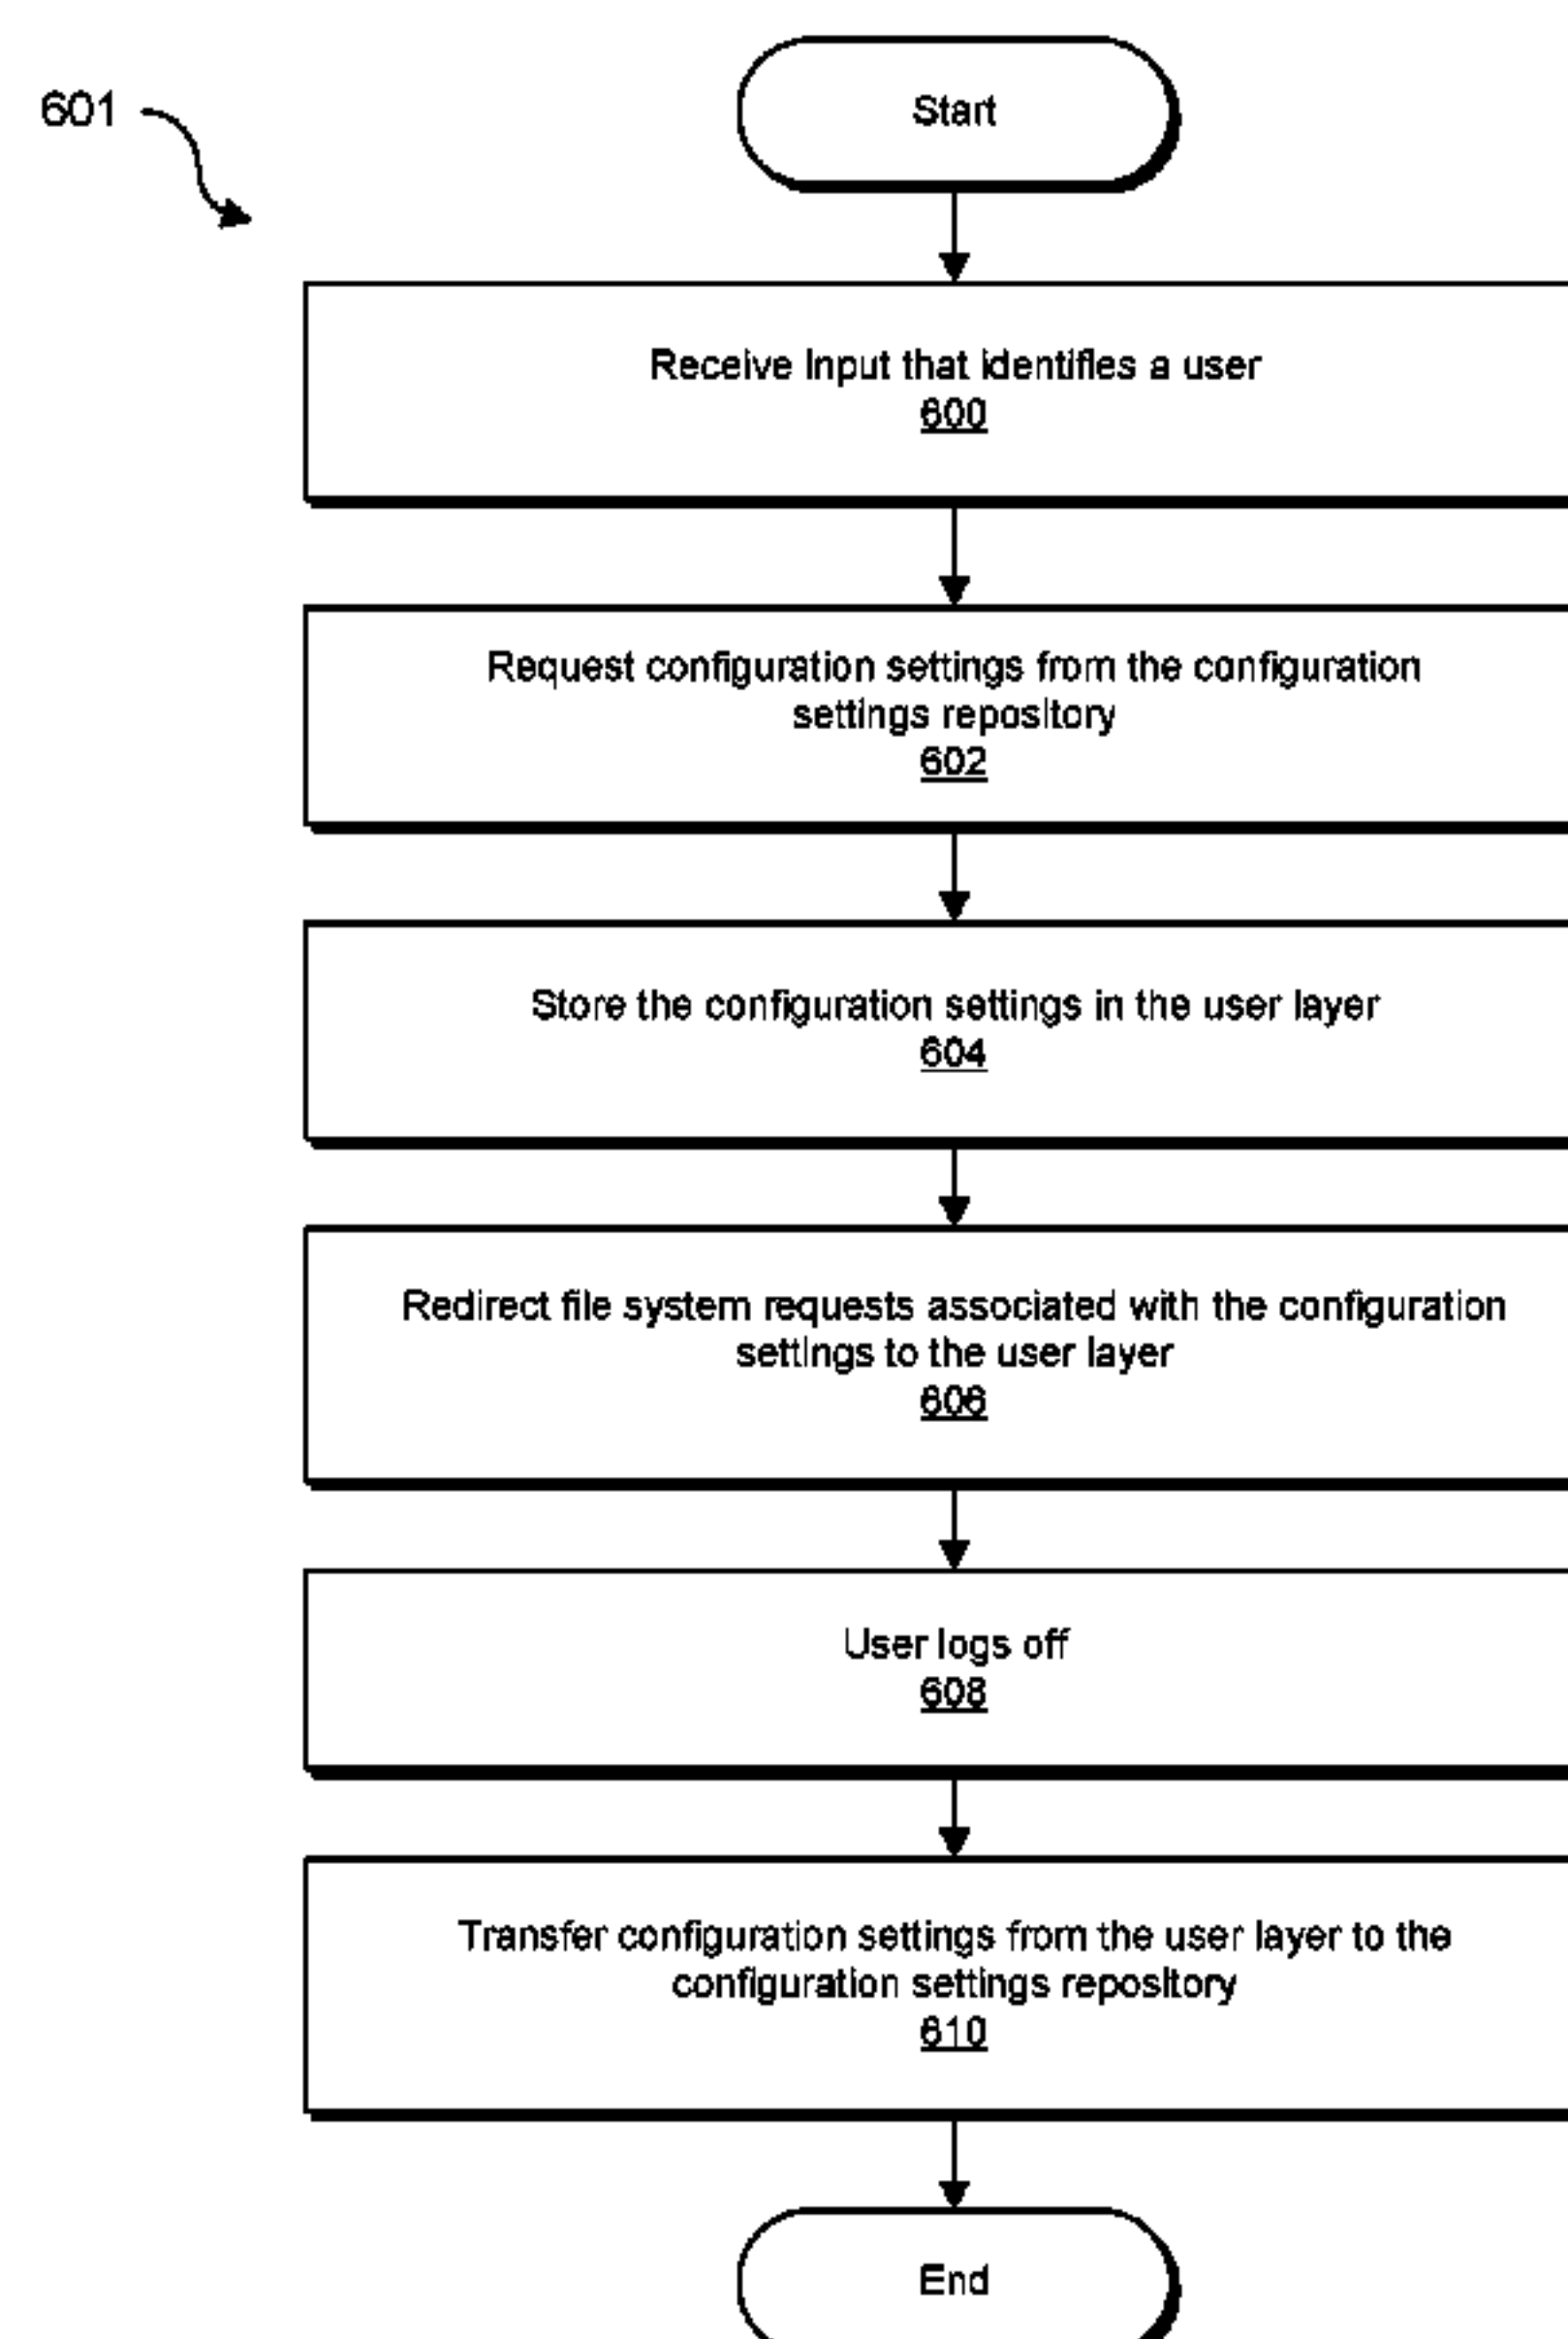 601
Start
Receive input that identifies a user
600
Request configuration settings from the configuration
settings repository
602
Store the configuration settings in the user layer
604
Redirect file system requests associated with the configuration
settings to the user layer
606
User logs off
608
Transfer configuration settings from the user layer to the
configuration settings repository
610
End